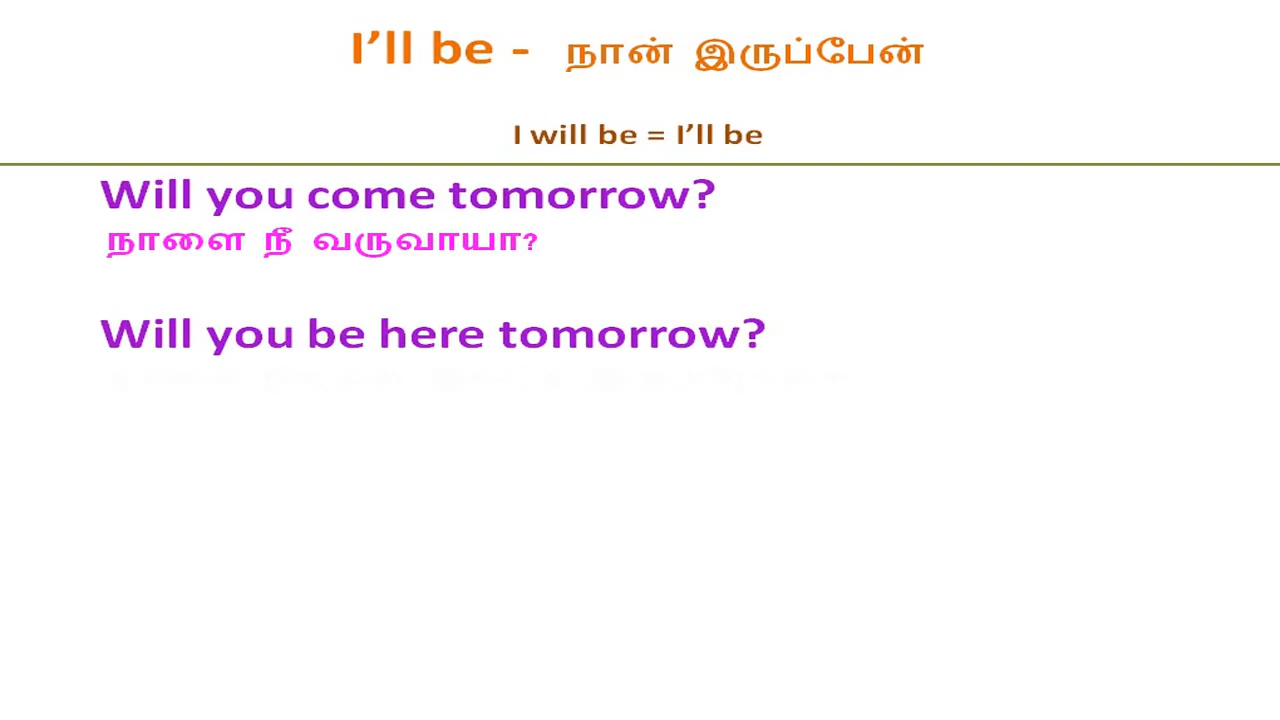 I’ll be - நான் இருப்பேன்
I will be = I’ll be
Will you come tomorrow?
நாளை நீ வருவாயா?
Will you be here tomorrow?